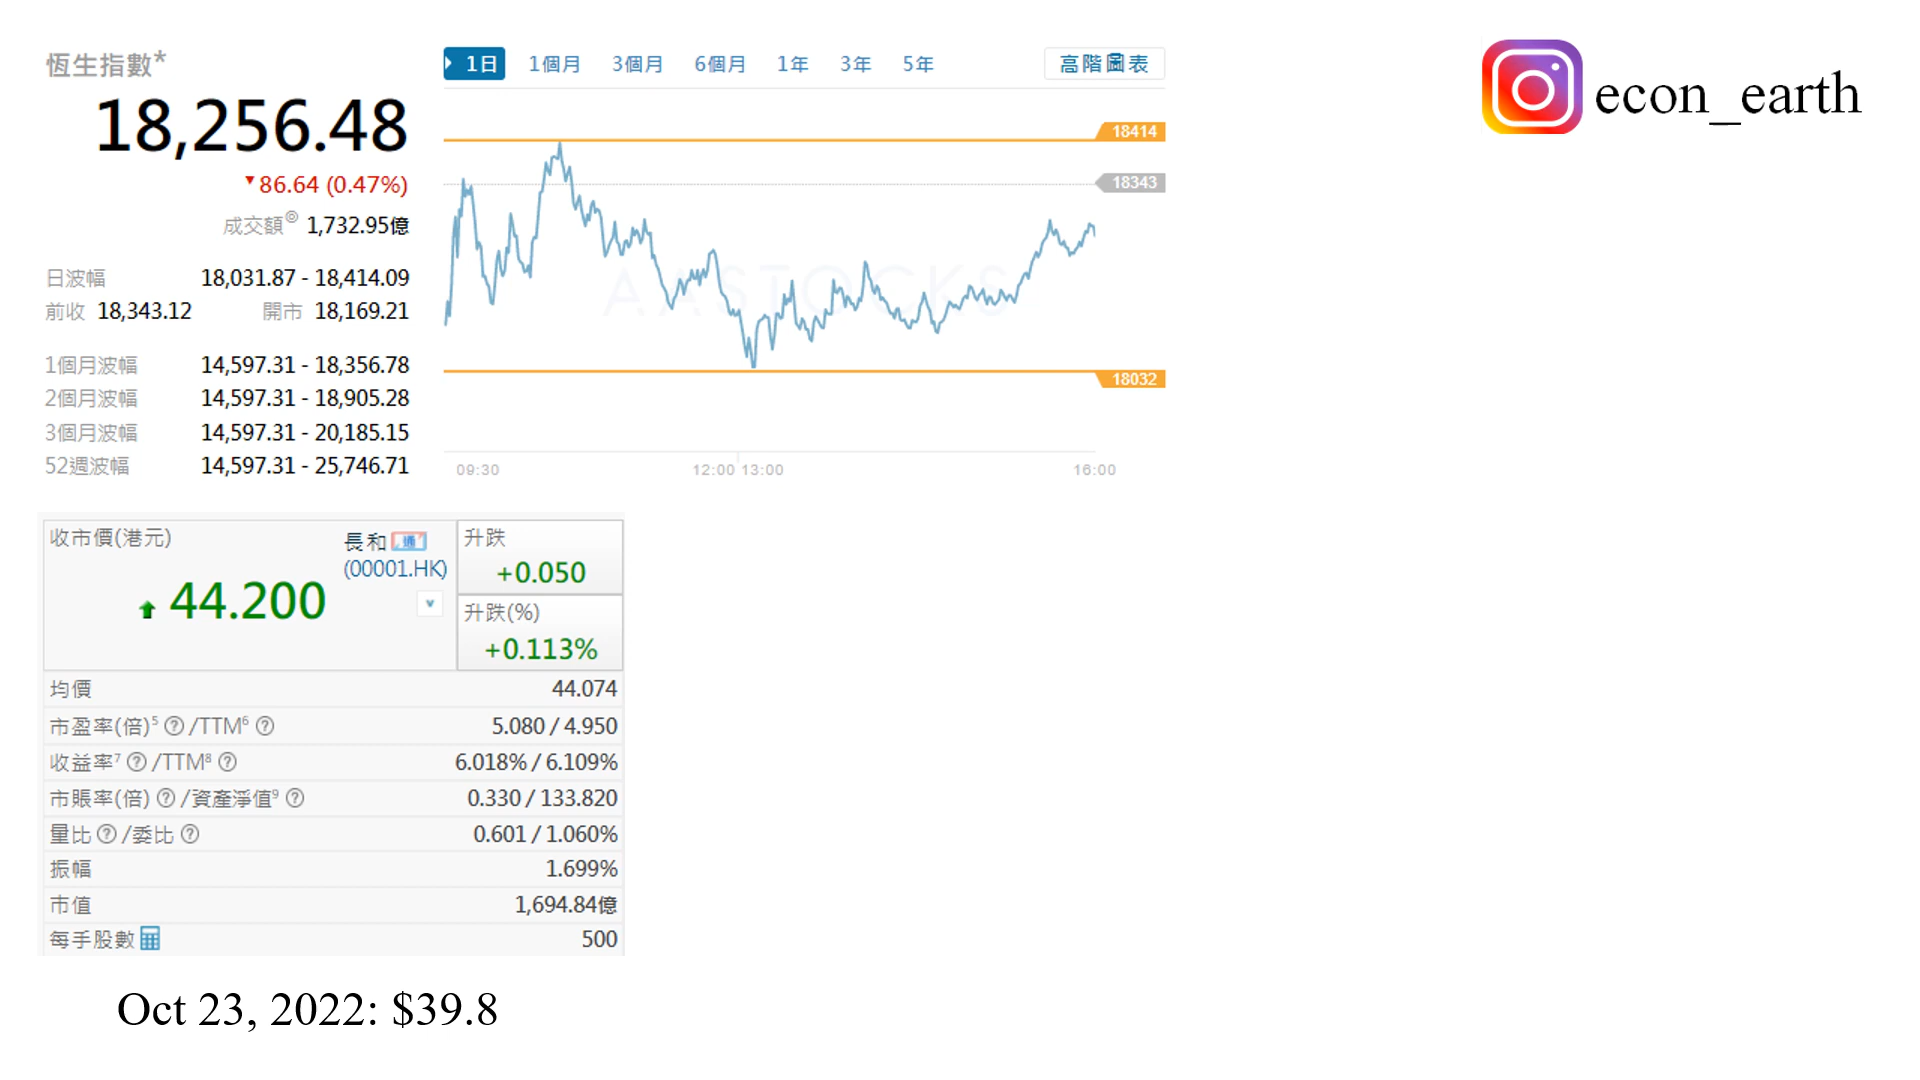 恆生指數*
18,256.48
▼86.64 (0.47%)
成交額◎ 1,732.95億
日波幅 18,031.87 - 18,414.09
前收 18,343.12 開市 18,169.21
1個月波幅 14,597.31 - 18,356.78
2個月波幅 14,597.31 - 18,905.28
3個月波幅 14,597.31 - 20,185.15
52週波幅 14,597.31 - 25,746.71
1日 1個月 3個月 6個月 1年 3年 5年 高階圖表
18414
18343
AASTOCKS
18032
09:30 12:00 13:00 16:00
econ_earth
收市價(港元)
長和 通
(00001.HK)
44.200
升跌
+0.050
升跌(%)
+0.113%
均價 44.074
市盈率(倍)5 ? /TTM6 ? 5.080 / 4.950
收益率7 ? /TTM8 ? 6.018% / 6.109%
市賬率(倍) ? /資產淨值9 ? 0.330 / 133.820
量比 ? /委比 ? 0.601 / 1.060%
振幅 1.699%
市值 1,694.84億
每手股數 500
Oct 23, 2022: $39.8